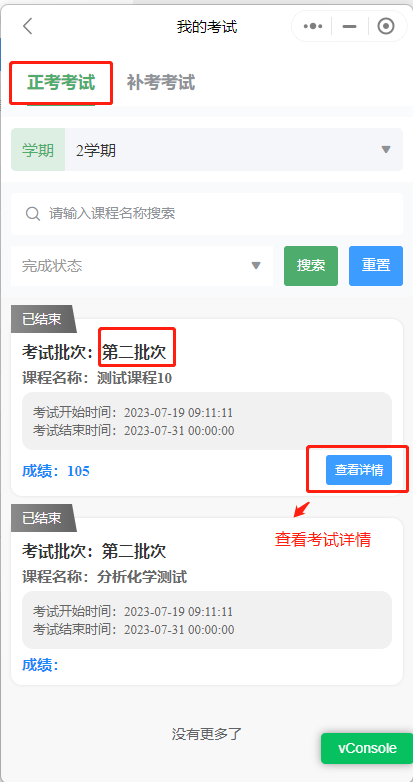 我的考试
正考考试 补考考试
学期 2学期
请输入课程名称搜索
完成状态 搜索 重置
已结束
考试批次：第二批次
课程名称：测试课程10
考试开始时间：2023-07-19 09:11:11
考试结束时间：2023-07-31 00:00:00
成绩：105 查看详情
已结束
考试批次：第二批次 查看考试详情
课程名称：分析化学测试
考试开始时间：2023-07-19 09:11:11
考试结束时间：2023-07-31 00:00:00
成绩：
没有更多了
vConsole